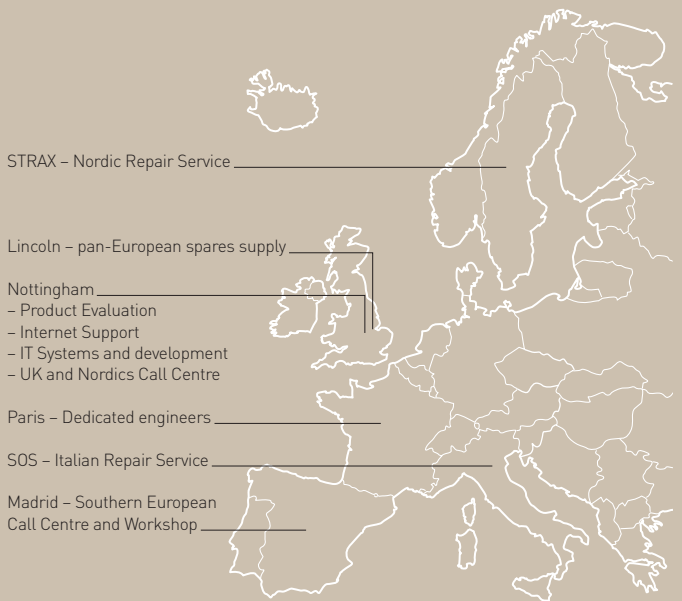 STRAX – Nordic Repair Service
Lincoln – pan-European spares supply
Nottingham
– Product Evaluation
– Internet Support
– IT Systems and development
– UK and Nordics Call Centre
Paris – Dedicated engineers
SOS – Italian Repair Service
Madrid – Southern European
Call Centre and Workshop